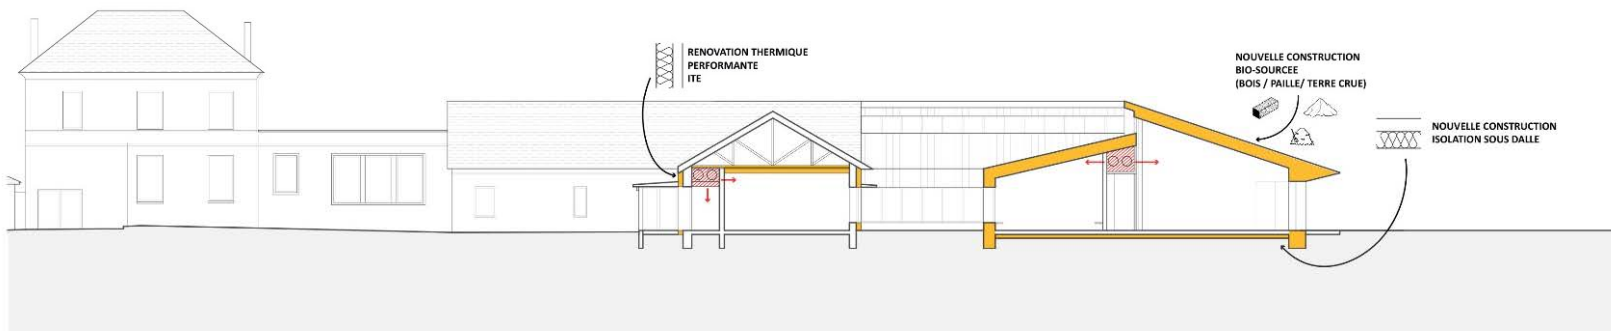 RENOVATION THERMIQUE
PERFORMANTE
ITE
NOUVELLE CONSTRUCTION
BIO-SOURCEE
(BOIS / PAILLE/ TERRE CRUE)
NOUVELLE CONSTRUCTION
ISOLATION SOUS DALLE